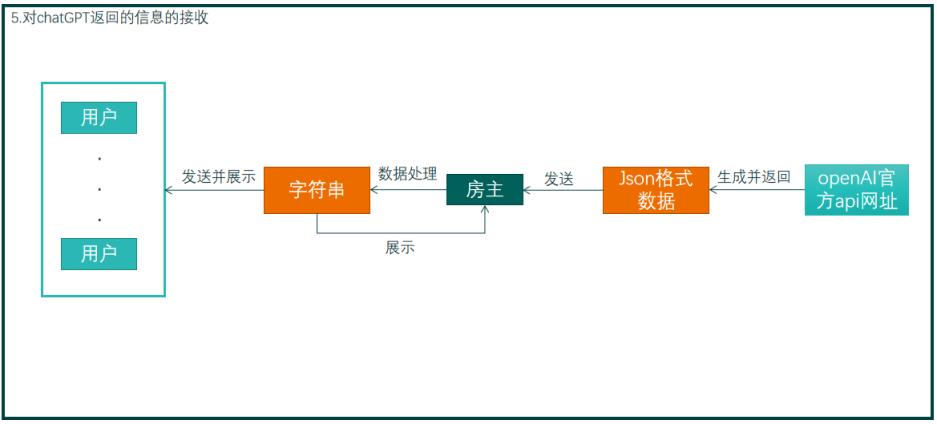 5.对chatGPT返回的信息的接收
用户
.
.
.
用户
发送并展示
字符串
数据处理
房主
展示
发送
Json格式
数据
生成并返回
openAI官
方api网址